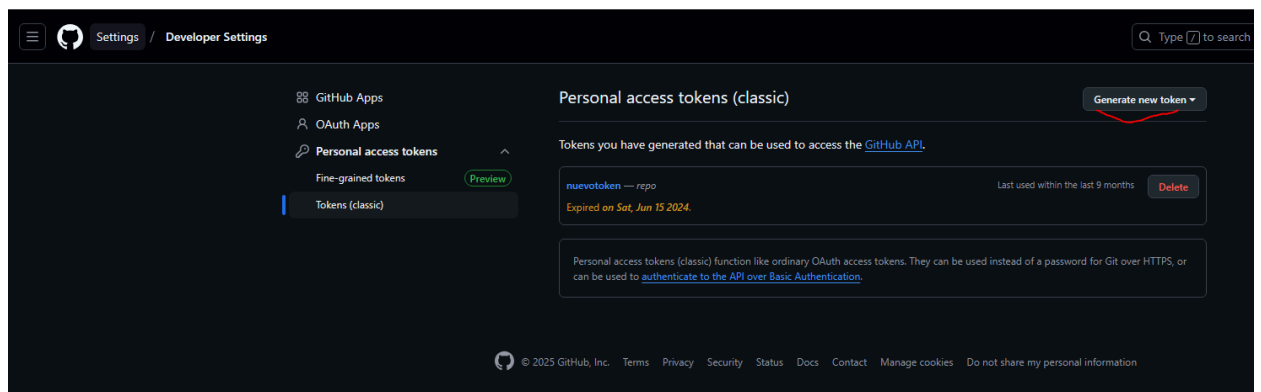 Settings / Developer Settings
Type / to search
GitHub Apps
OAuth Apps
Personal access tokens
Fine-grained tokens Preview
Tokens (classic)
Personal access tokens (classic)
Generate new token
Tokens you have generated that can be used to access the GitHub API.
nuevotoken — repo
Last used within the last 9 months
Delete
Expired on Sat, Jun 15 2024.
Personal access tokens (classic) function like ordinary OAuth access tokens. They can be used instead of a password for Git over HTTPS, or
can be used to authenticate to the API over Basic Authentication.
© 2025 GitHub, Inc. Terms Privacy Security Status Docs Contact Manage cookies Do not share my personal information